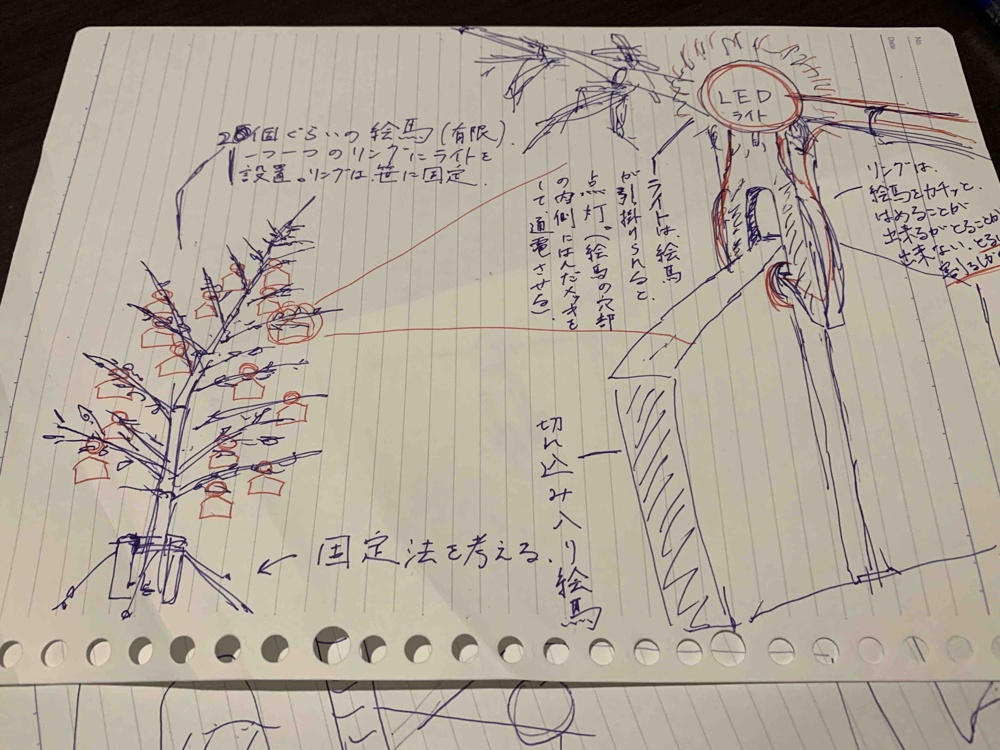 20個ぐらいの絵馬(有限).
一つ一つのリングにライトを
設置。リングは笹に固定.
LED
ライト
ライトは、絵馬
が引掛けられると
点灯。(絵馬の穴部
の内側にはんだメッキを
して通電させる)
リングは、
絵馬をカチッと、
はめることが
出来るがとることが
出来ない。
切れ込み入り絵馬
← 固定法を考える.
Date
No.